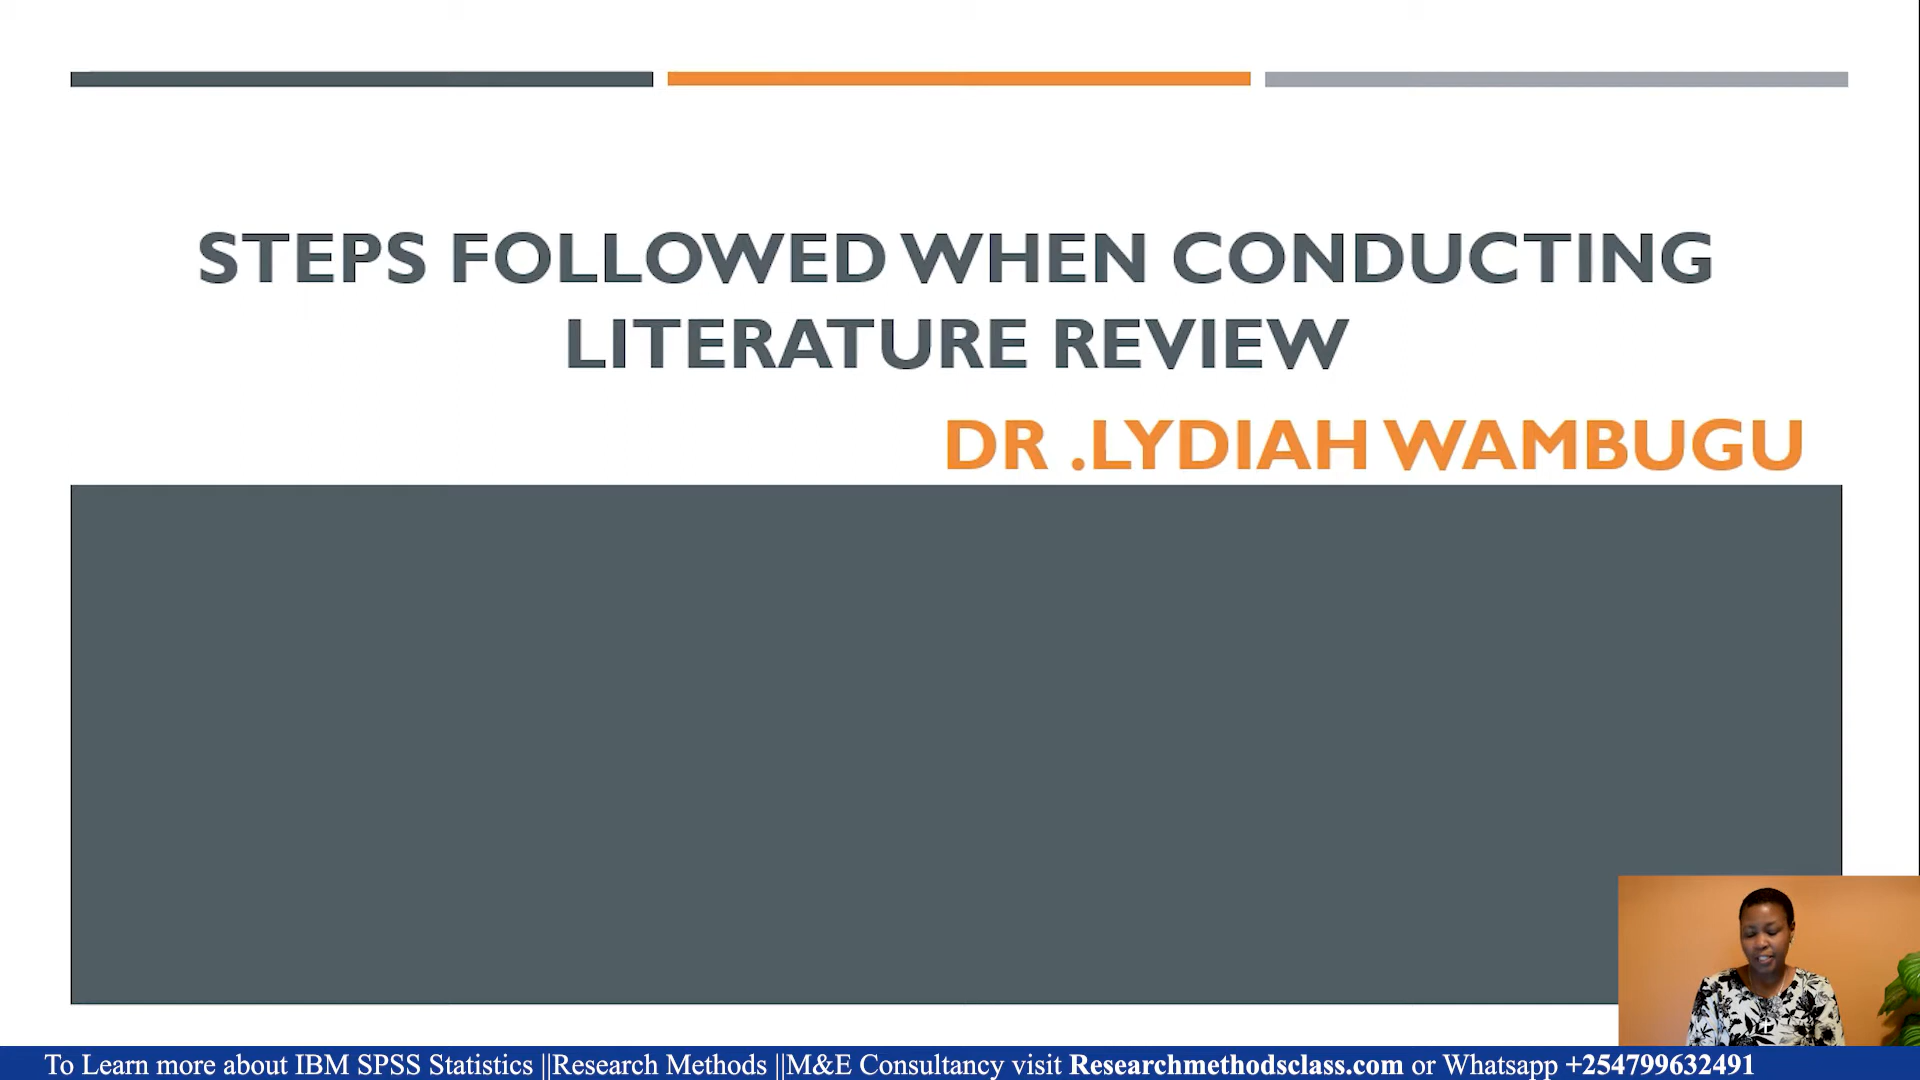 STEPS FOLLOWED WHEN CONDUCTING
LITERATURE REVIEW
DR .LYDIAH WAMBUGU
To Learn more about IBM SPSS Statistics ||Research Methods ||M&E Consultancy visit Researchmethodsclass.com or Whatsapp +254799632491